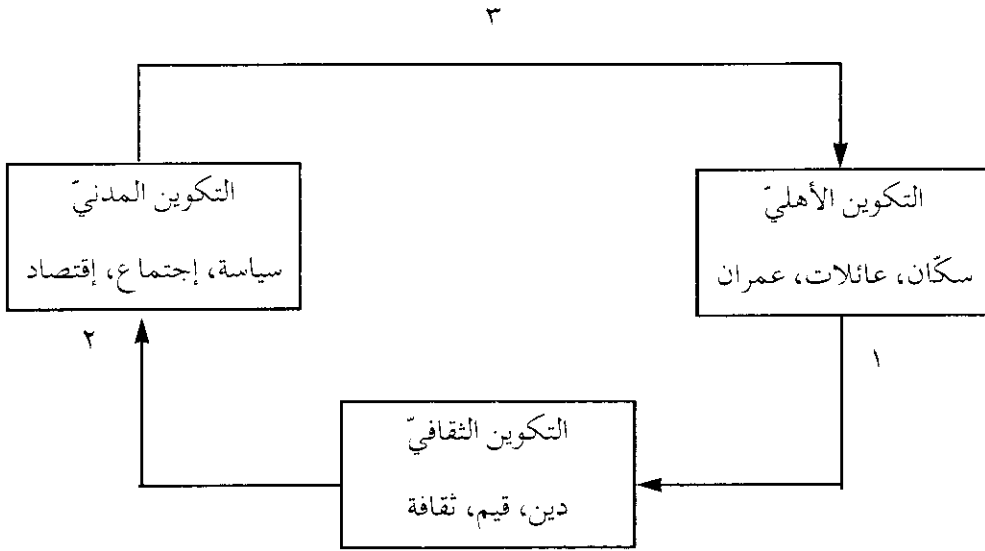 ٣
التكوين الأهليّ
سكّان، عائلات، عمران
١
التكوين المدنيّ
سياسة، إجتماع، إقتصاد
٢
التكوين الثقافيّ
دين، قيم، ثقافة